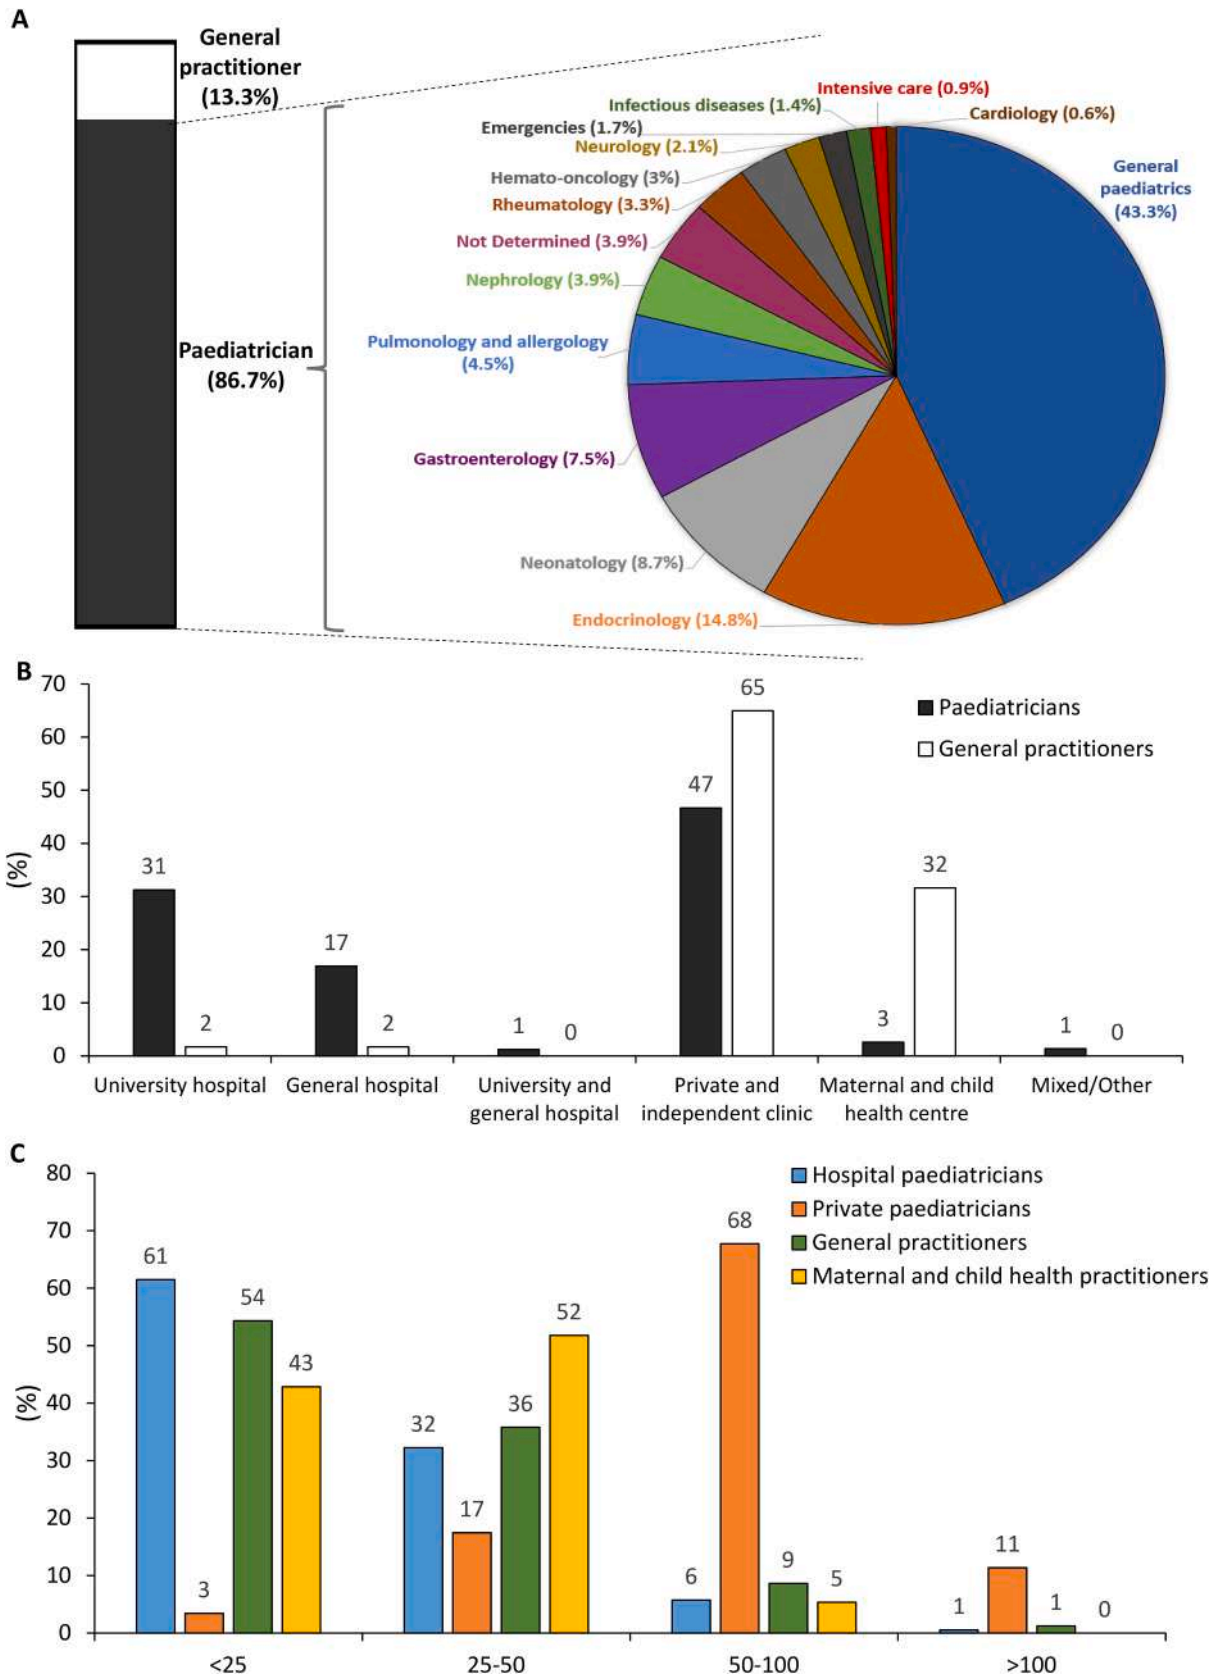 A
General
practitioner
(13.3%)
Paediatrician
(86.7%)
Intensive care (0.9%)
Infectious diseases (1.4%)
Cardiology (0.6%)
Emergencies (1.7%)
Neurology (2.1%)
General
paediatrics
(43.3%)
Hemato-oncology (3%)
Rheumatology (3.3%)
Not Determined (3.9%)
Nephrology (3.9%)
Pulmonology and allergology
(4.5%)
Gastroenterology (7.5%)
Neonatology (8.7%)
Endocrinology (14.8%)
B
70
60
50
40
30
20
10
0
(%)
Paediatricians
General practitioners
31
2
17
2
1
0
47
65
3
32
1
0
University hospital
General hospital
University and
general hospital
Private and
independent clinic
Maternal and child
health centre
Mixed/Other
C
80
70
60
50
40
30
20
10
0
(%)
Hospital paediatricians
Private paediatricians
General practitioners
Maternal and child health practitioners
61
3
54
43
32
17
36
52
6
68
9
5
1
11
1
0
<25
25-50
50-100
>100